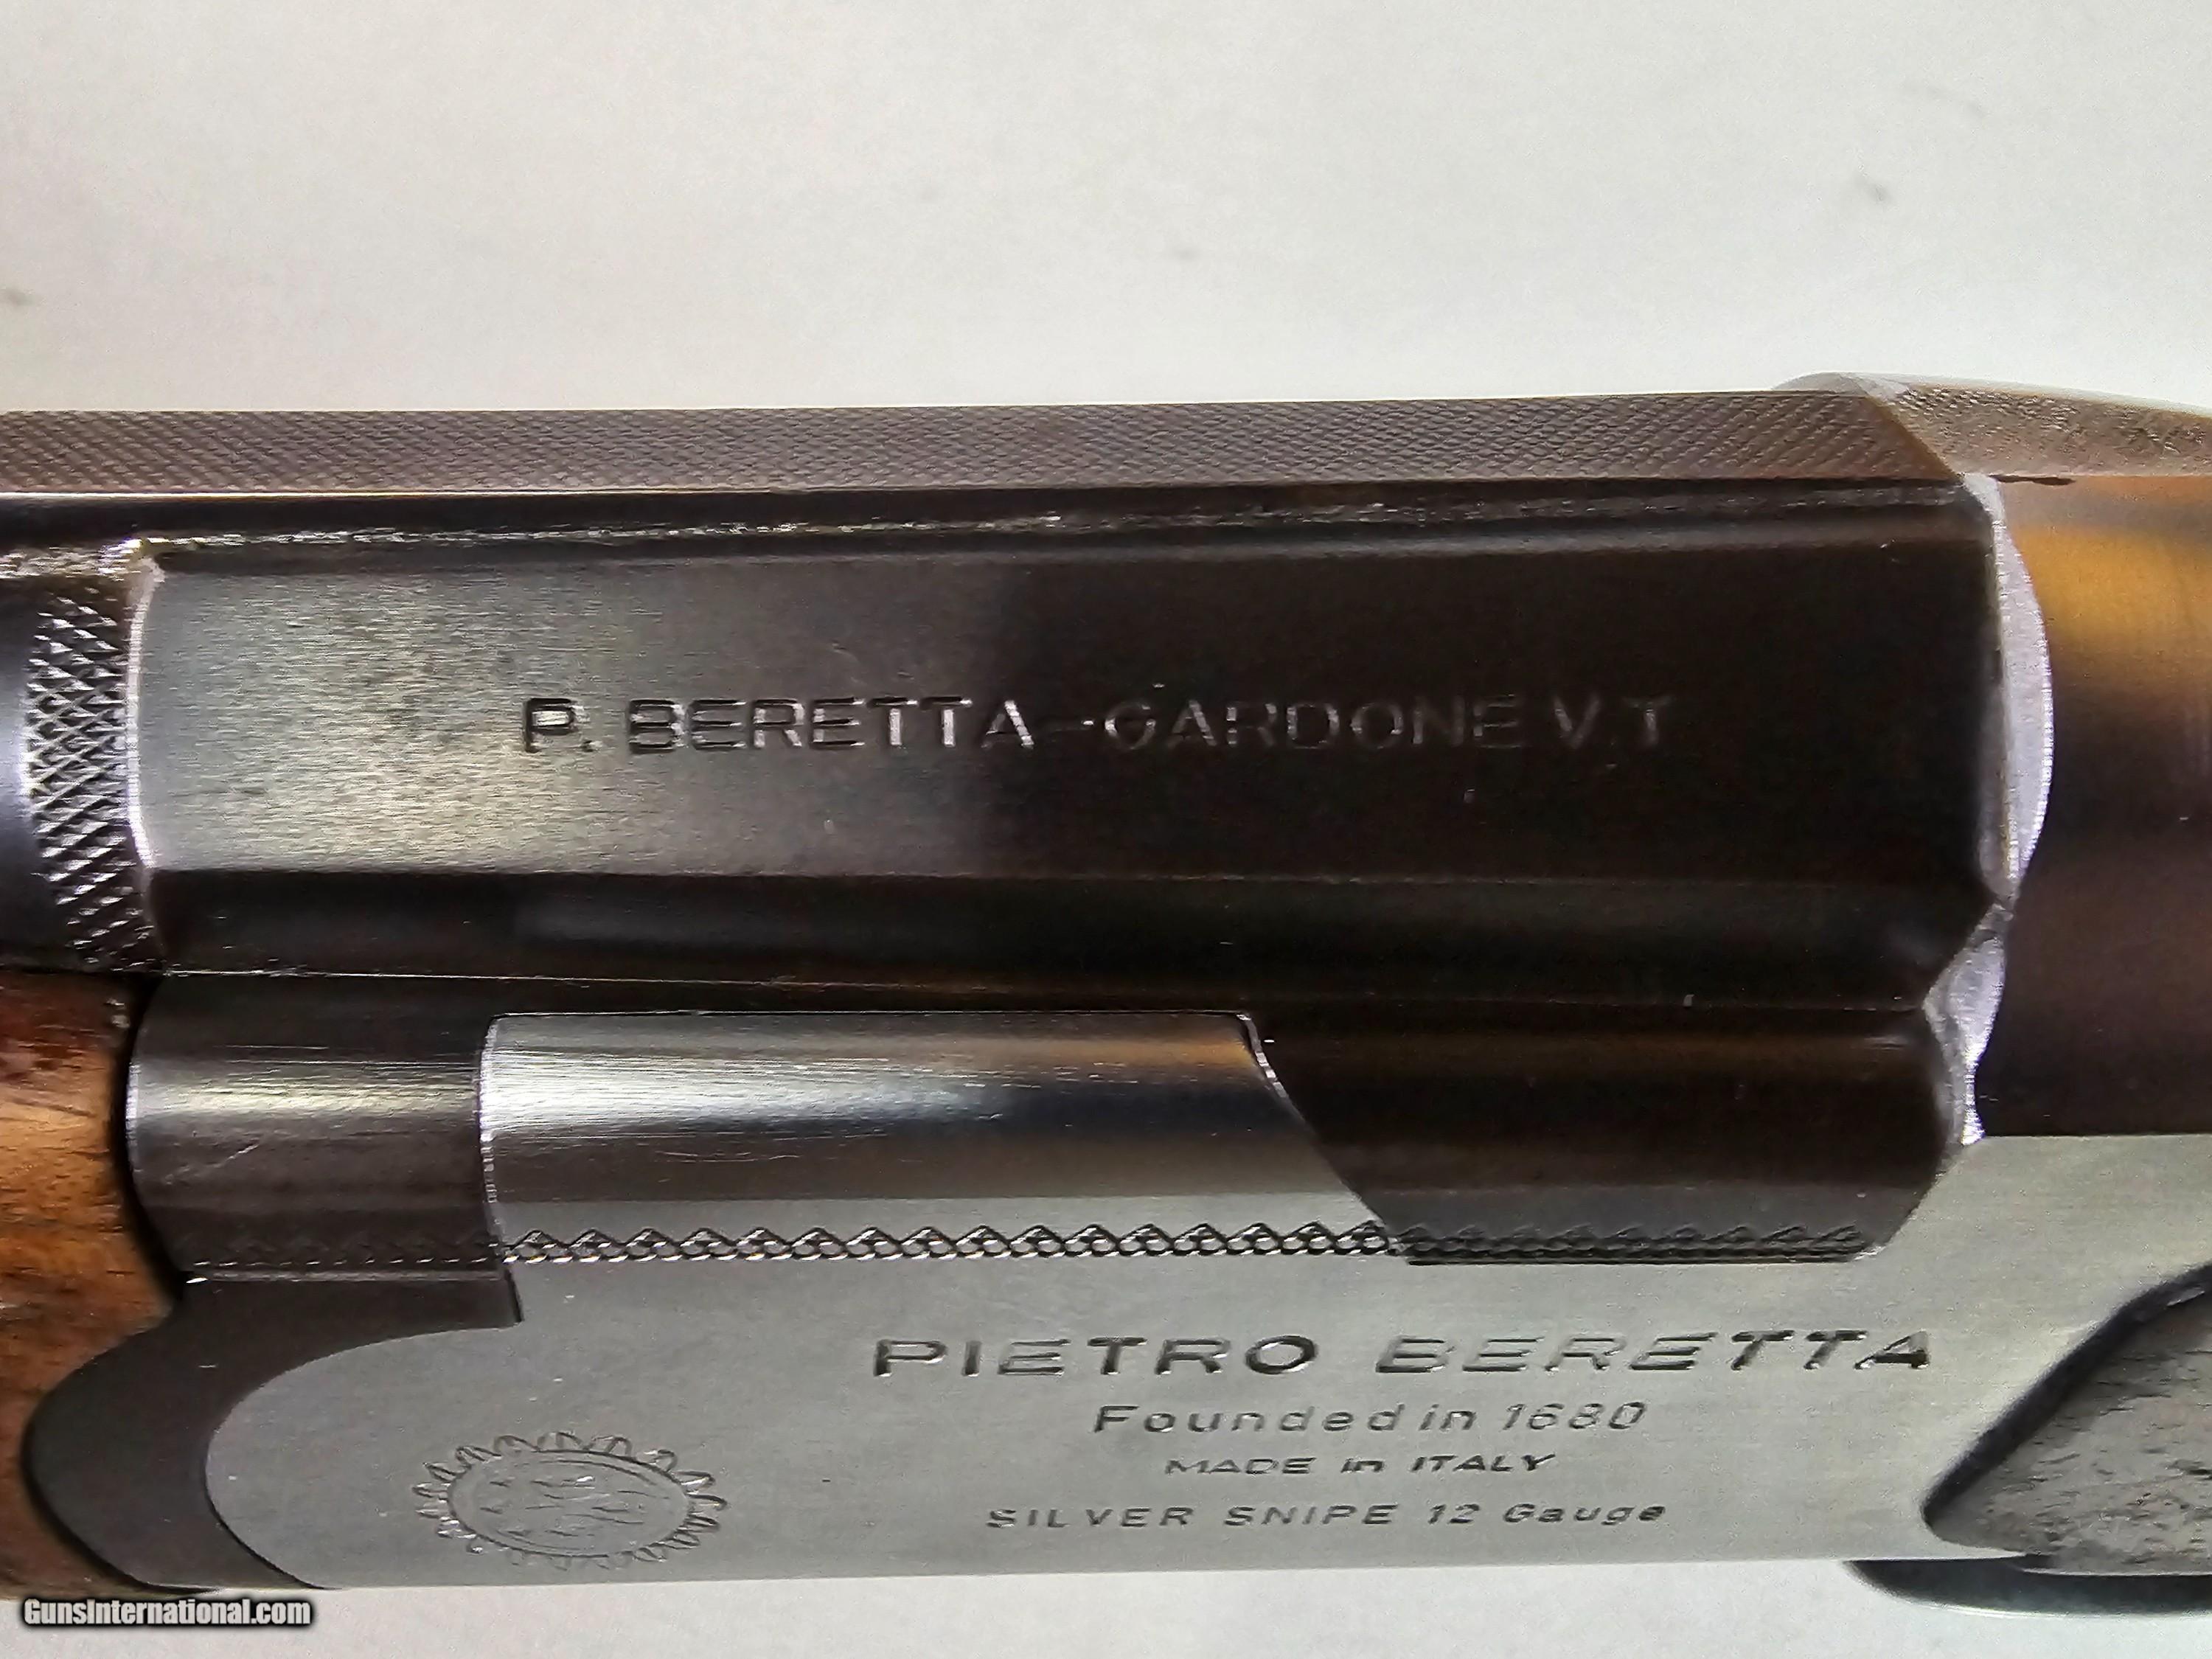 P. BERETTA - GARDONE V.T
PIETRO BERETTA
Founded in 1680
MADE in ITALY
SILVER SNIPE 12 Gauge
GunsInternational.com